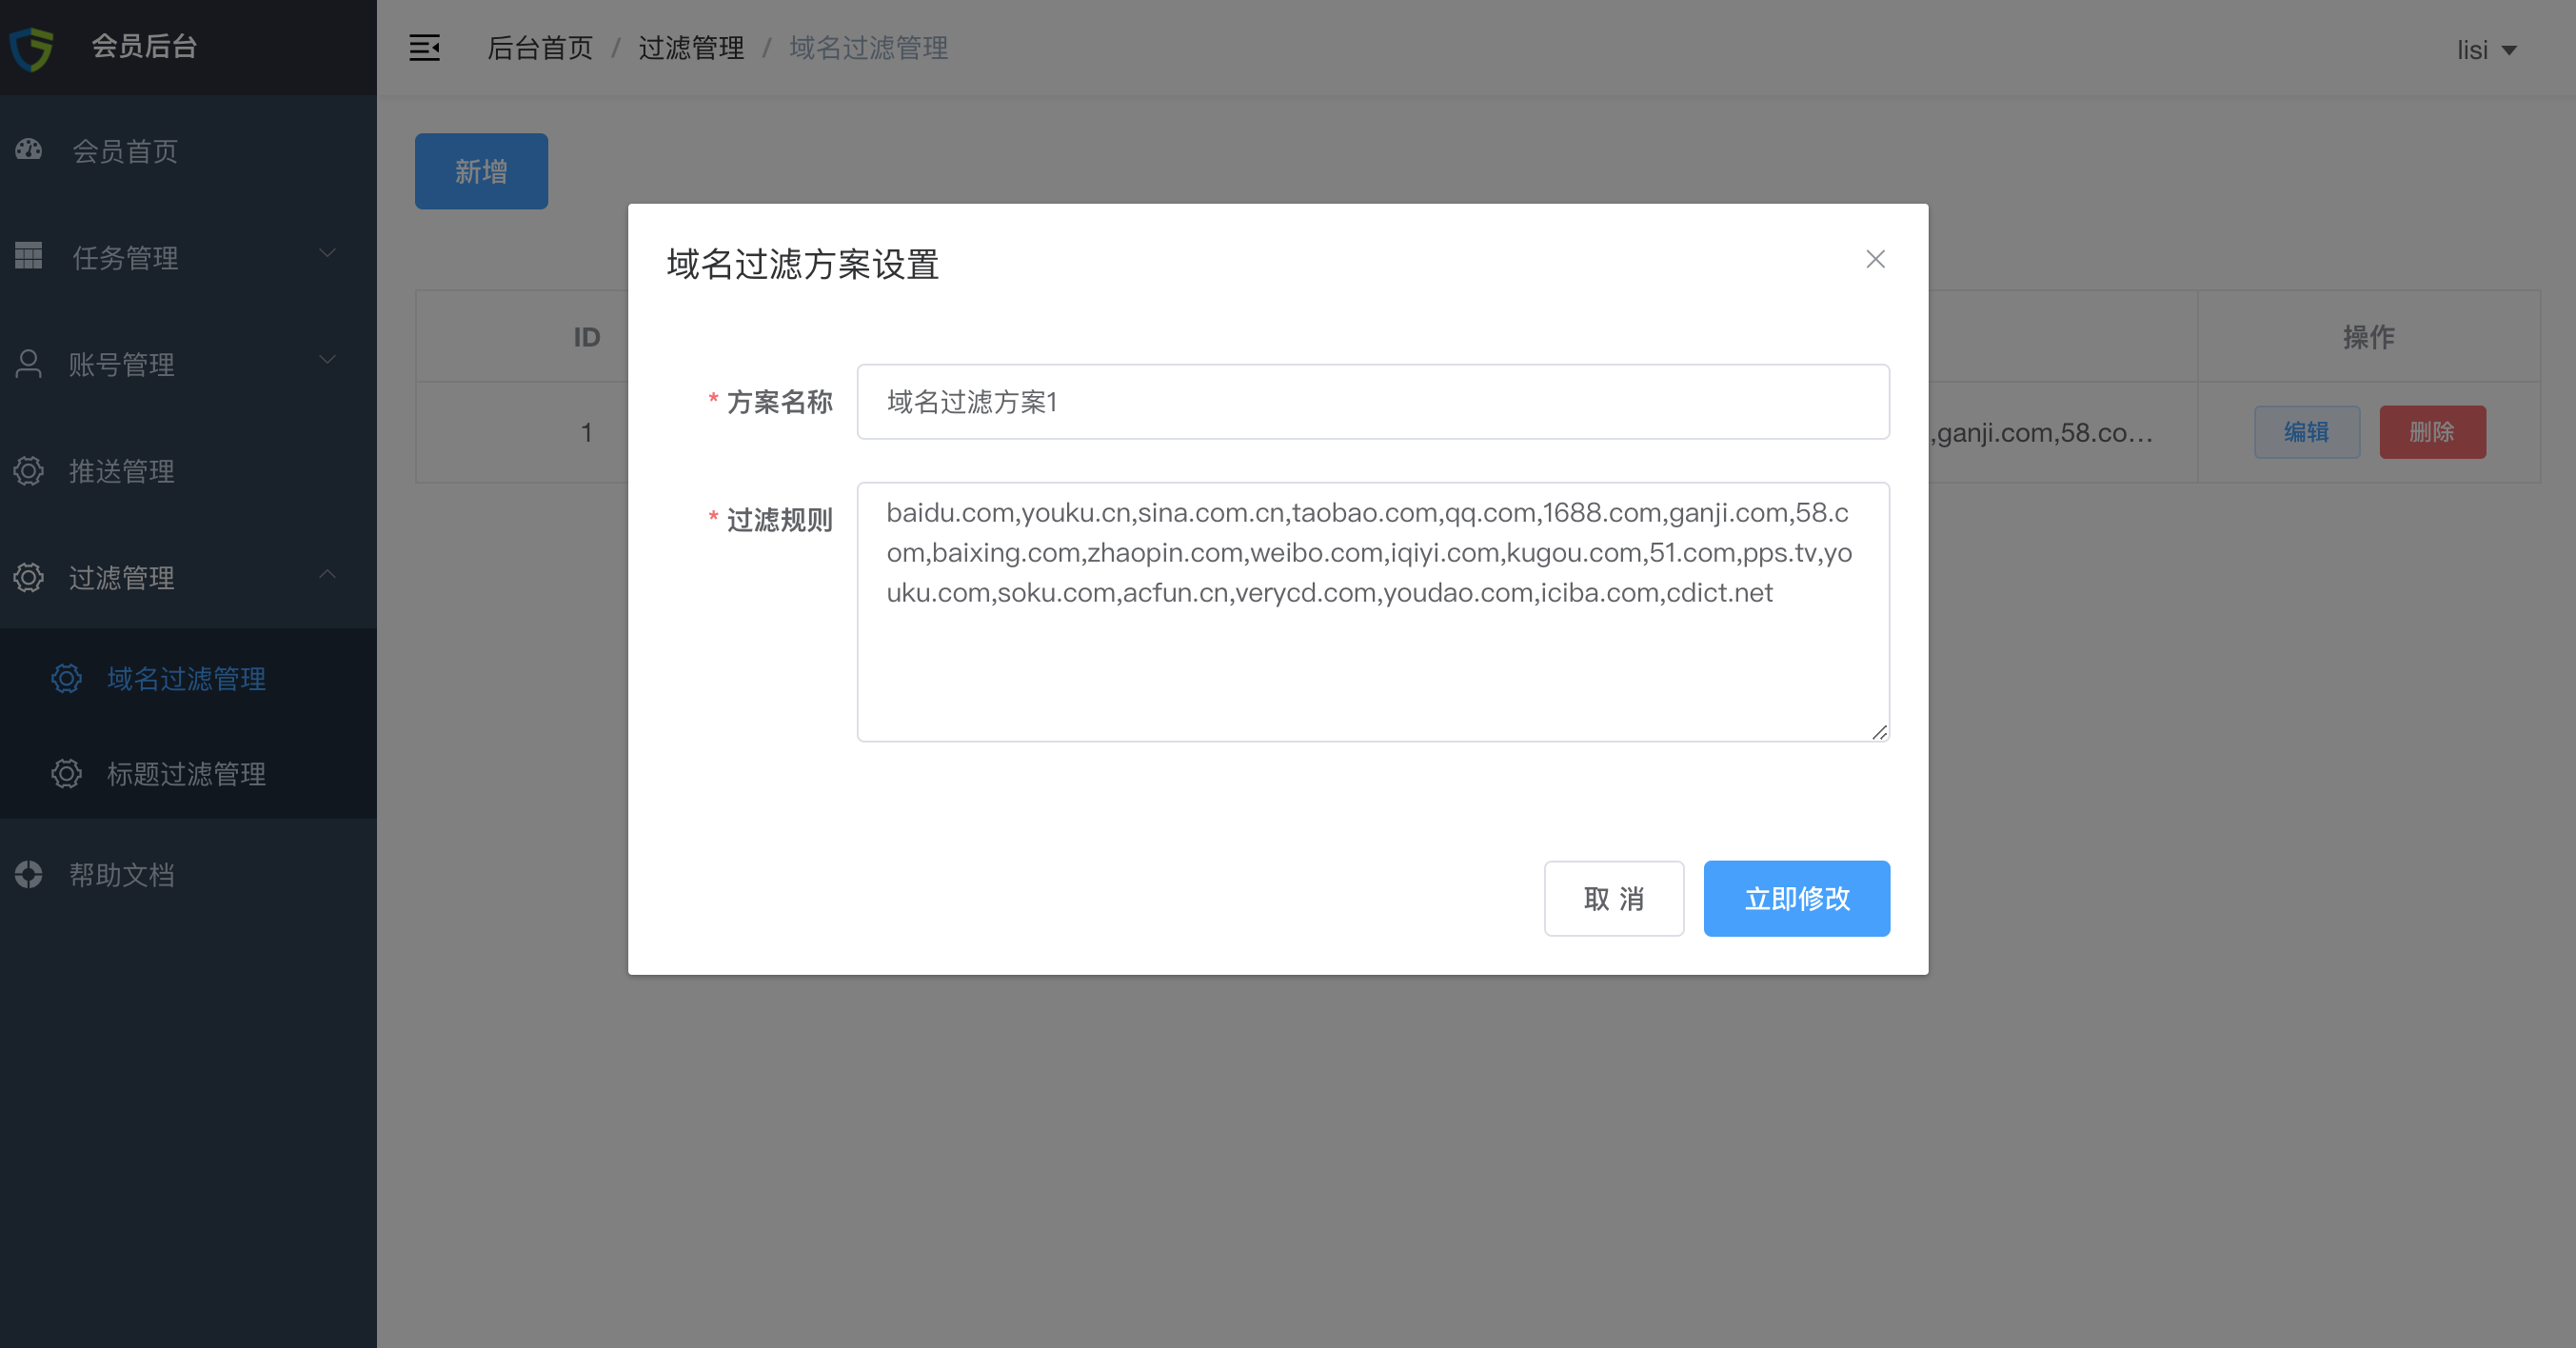 会员后台
后台首页 / 过滤管理 / 域名过滤管理
lisi
会员首页
任务管理
账号管理
推送管理
过滤管理
域名过滤管理
标题过滤管理
帮助文档
新增
ID
操作
1
,ganji.com,58.co...
编辑
删除
域名过滤方案设置
* 方案名称
域名过滤方案1
* 过滤规则
baidu.com,youku.cn,sina.com.cn,taobao.com,qq.com,1688.com,ganji.com,58.c
om,baixing.com,zhaopin.com,weibo.com,iqiyi.com,kugou.com,51.com,pps.tv,yo
uku.com,soku.com,acfun.cn,verycd.com,youdao.com,iciba.com,cdict.net
取 消
立即修改